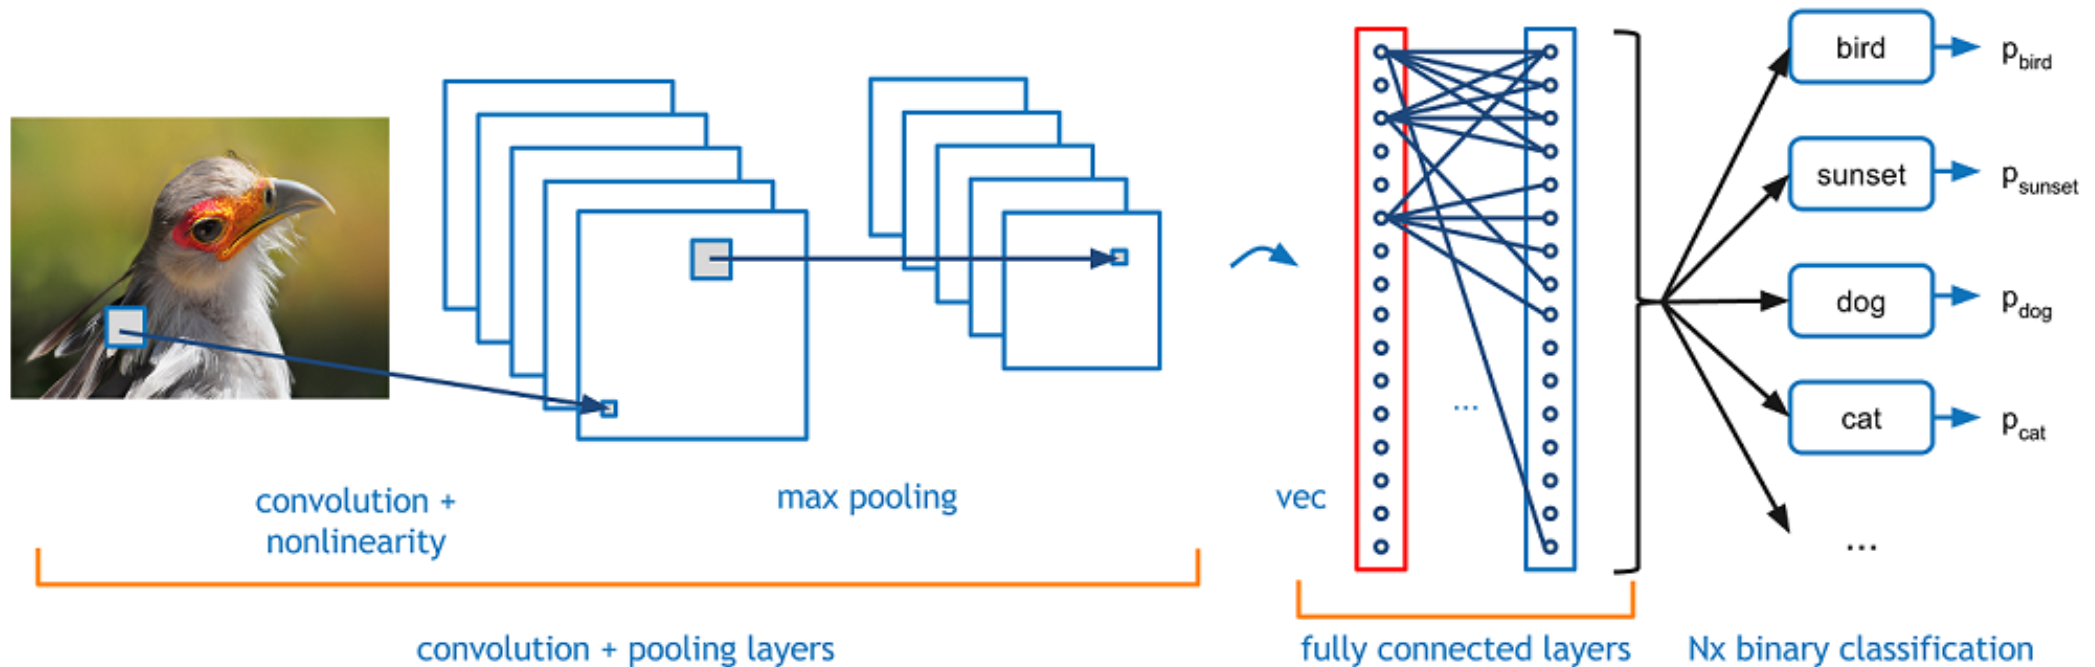 bird
p_bird
sunset
p_sunset
dog
p_dog
cat
p_cat
...
...
convolution +
nonlinearity
max pooling
vec
convolution + pooling layers
fully connected layers
Nx binary classification